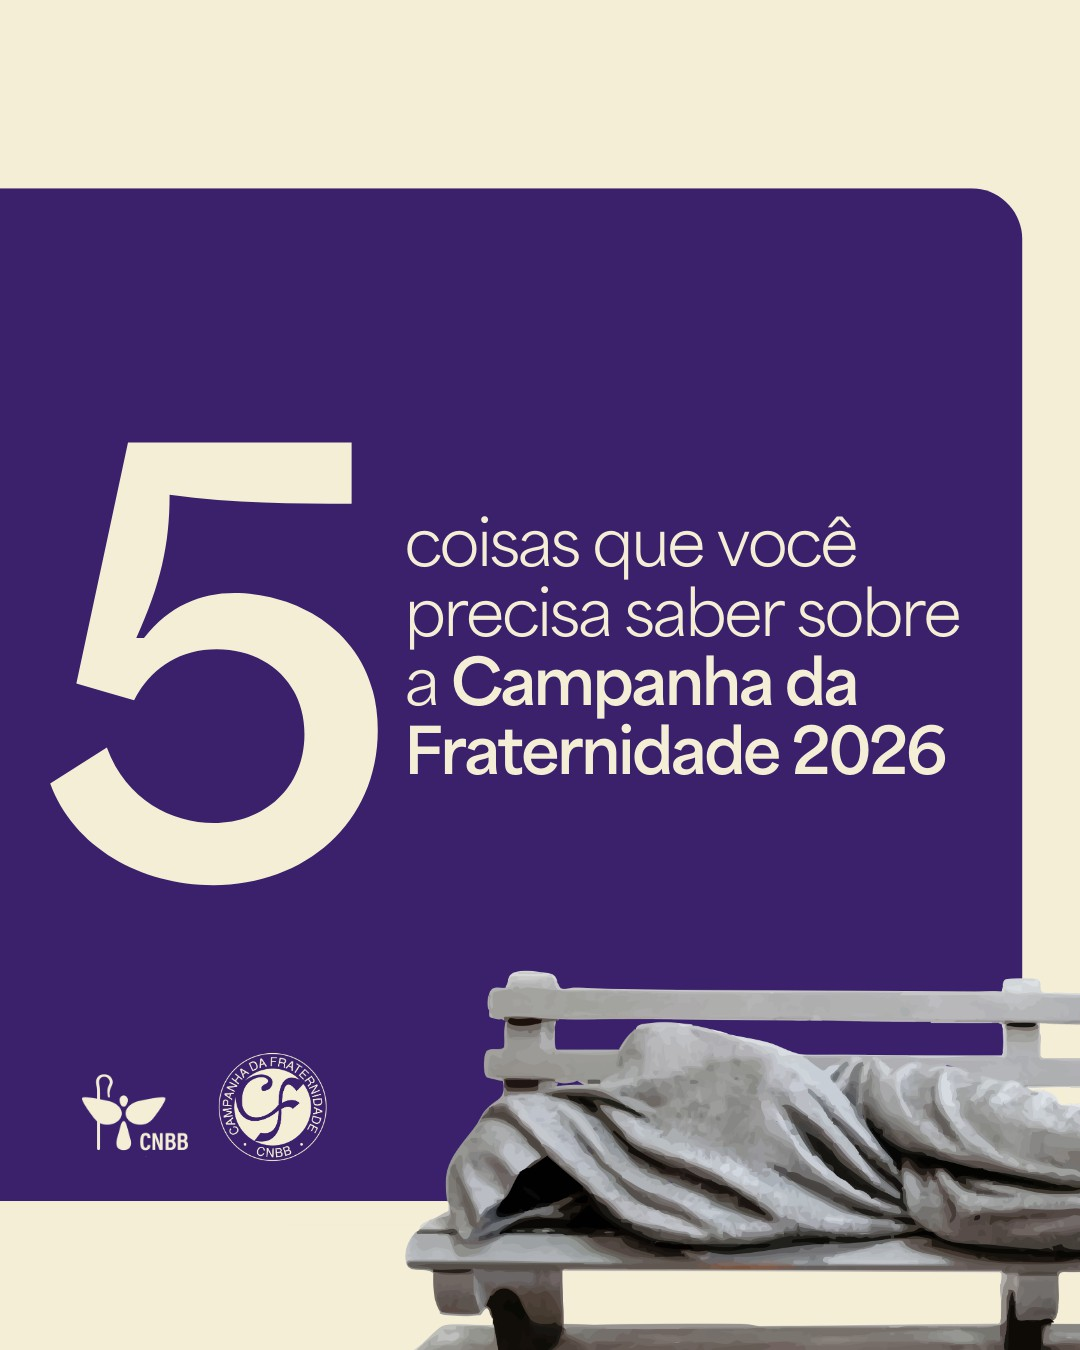 5
coisas que você
precisa saber sobre
a Campanha da
Fraternidade 2026
CNBB
CAMPANHA DA FRATERNIDADE
CF
• CNBB •